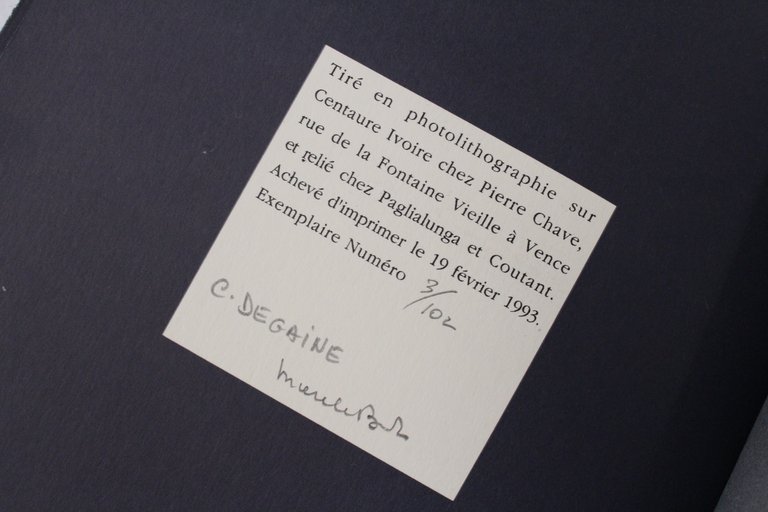 Tiré en photolithographie sur
Centaure Ivoire chez Pierre Chave,
rue de la Fontaine Vieille à Vence
et relié chez Paglialunga et Coutant.
Achevé d'imprimer le 19 février 1993.
Exemplaire Numéro 3/102
C. DEGAINE